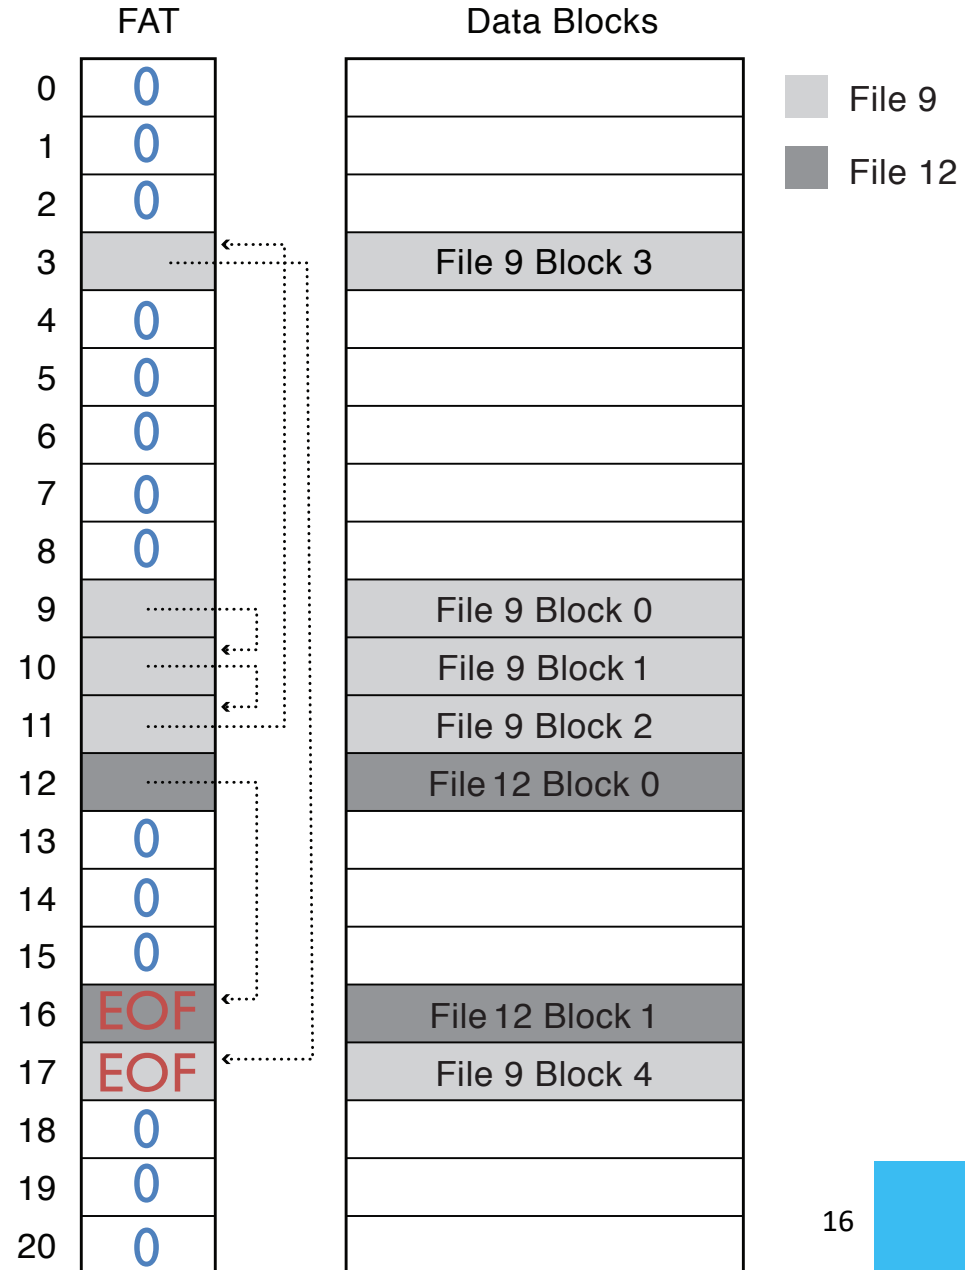 FAT Data Blocks
0 0
File 9
1 0
File 12
2 0
3 File 9 Block 3
4 0
5 0
6 0
7 0
8 0
9 File 9 Block 0
10 File 9 Block 1
11 File 9 Block 2
12 File 12 Block 0
13 0
14 0
15 0
16 EOF File 12 Block 1
17 EOF File 9 Block 4
18 0
19 0
16
20 0